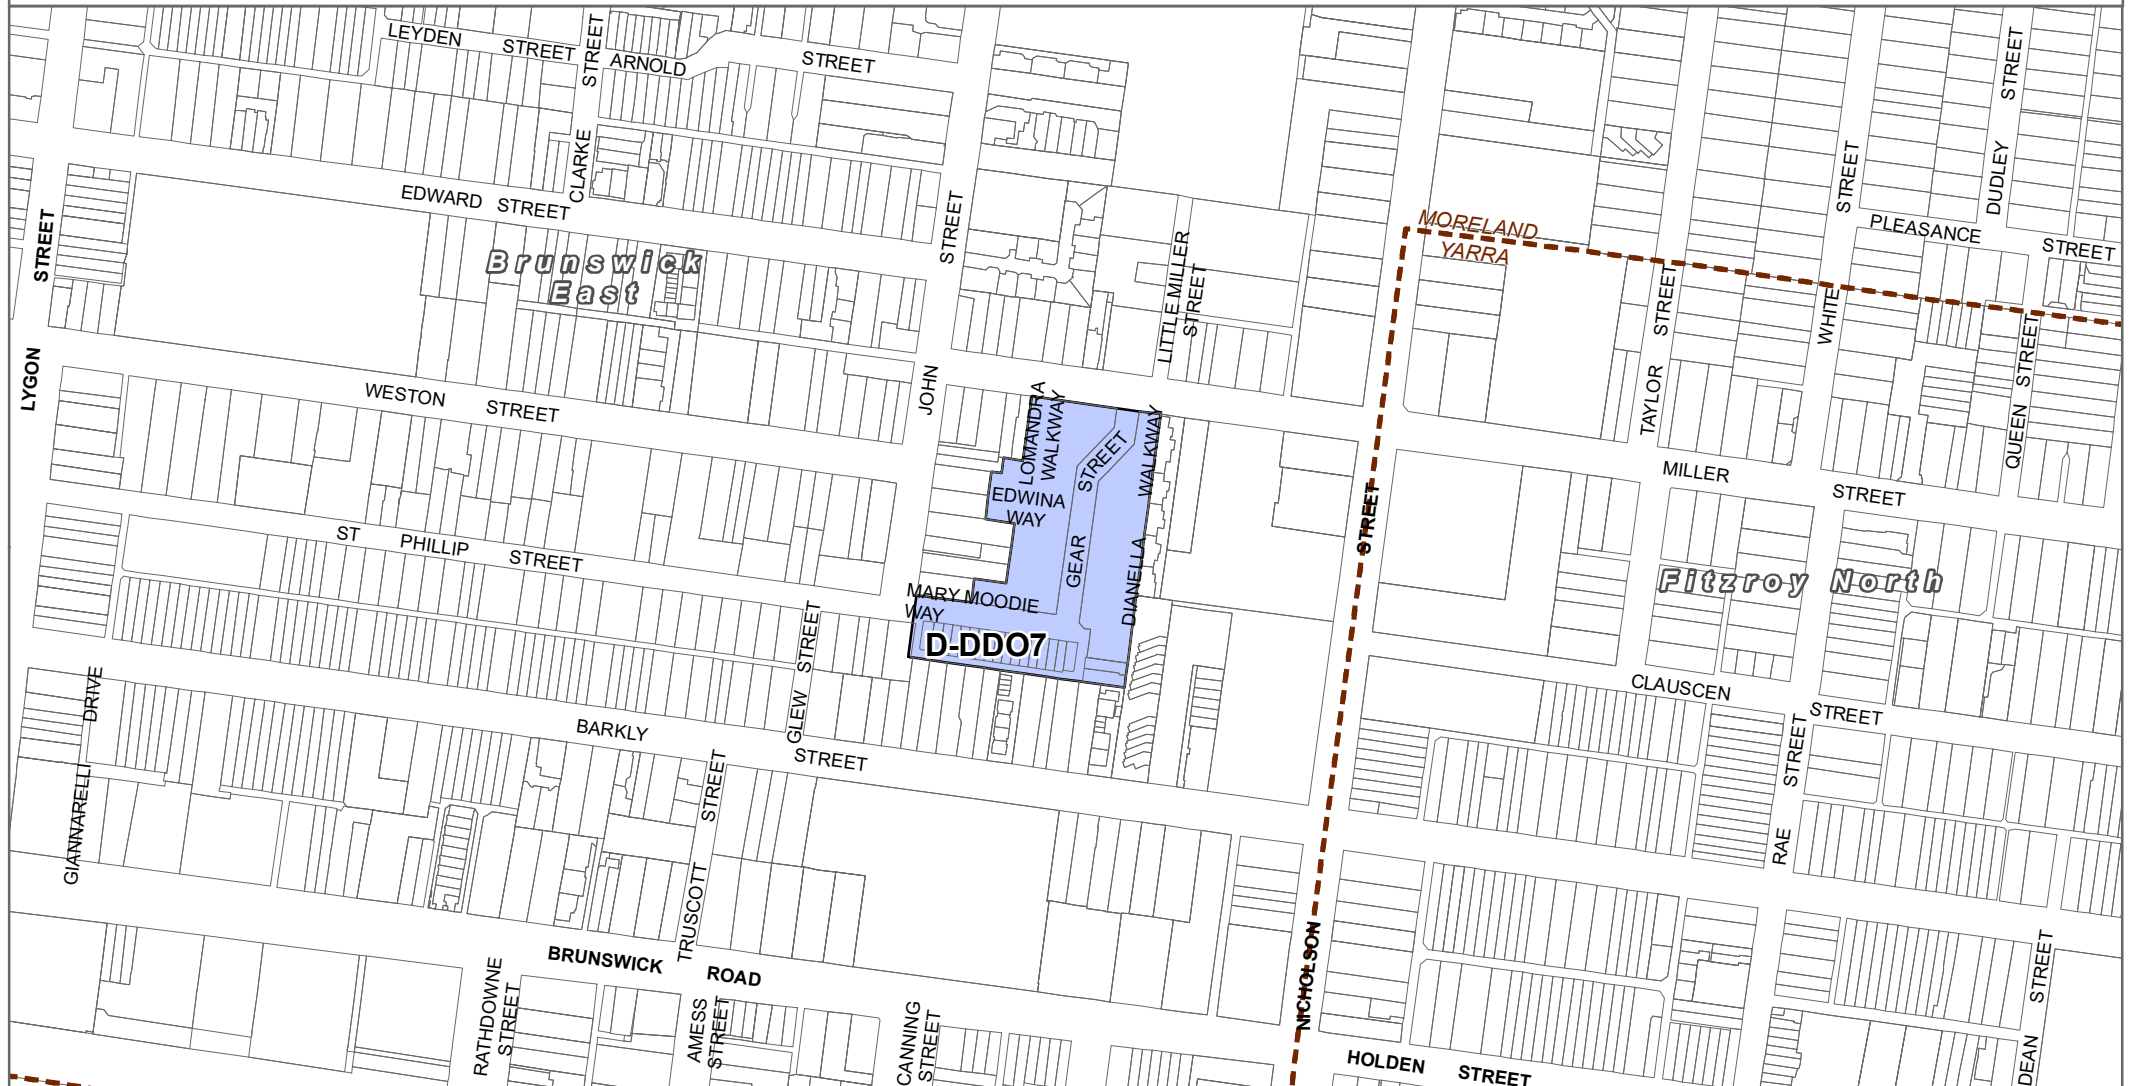 LEYDEN STREET
STREET
ARNOLD STREET
CLARKE
EDWARD STREET
STREET
LYGON
Brunswick
East
STREET
JOHN
LITTLE MILLER
STREET
MORELAND
YARRA
STREET
DUDLEY
STREET
PLEASANCE STREET
STREET
TAYLOR
WHITE
STREET
QUEEN
WESTON STREET
LOMANDRA
WALKWAY
STREET
GEAR
WALKWAY
DIANELLA
EDWINA
WAY
MARY MOODIE
WAY
D-DDO7
STREET
NICHOLSON
MILLER STREET
ST PHILLIP STREET
Fitzroy North
STREET
GLEW
CLAUSCEN STREET
DRIVE
GIANNARELLI
BARKLY STREET
STREET
TRUSCOTT
STREET
RAE
BRUNSWICK ROAD
RATHDOWNE
STREET
AMESS
STREET
CANNING
STREET
HOLDEN STREET
STREET
DEAN